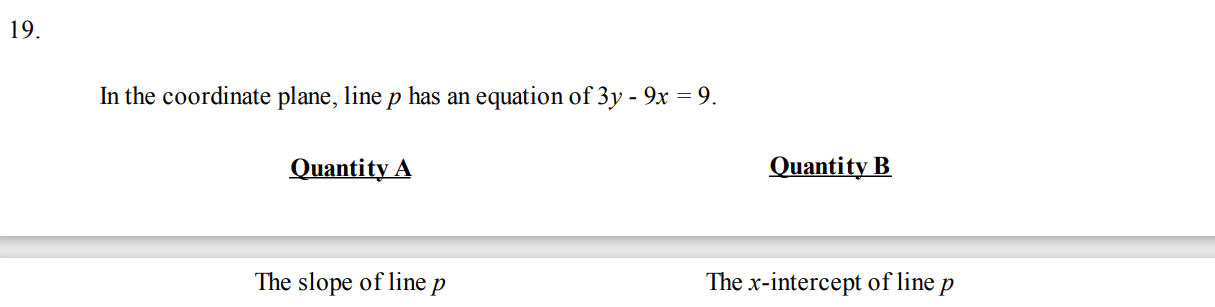 19.
In the coordinate plane, line p has an equation of 3y - 9x = 9.
Quantity A Quantity B
The slope of line p The x-intercept of line p